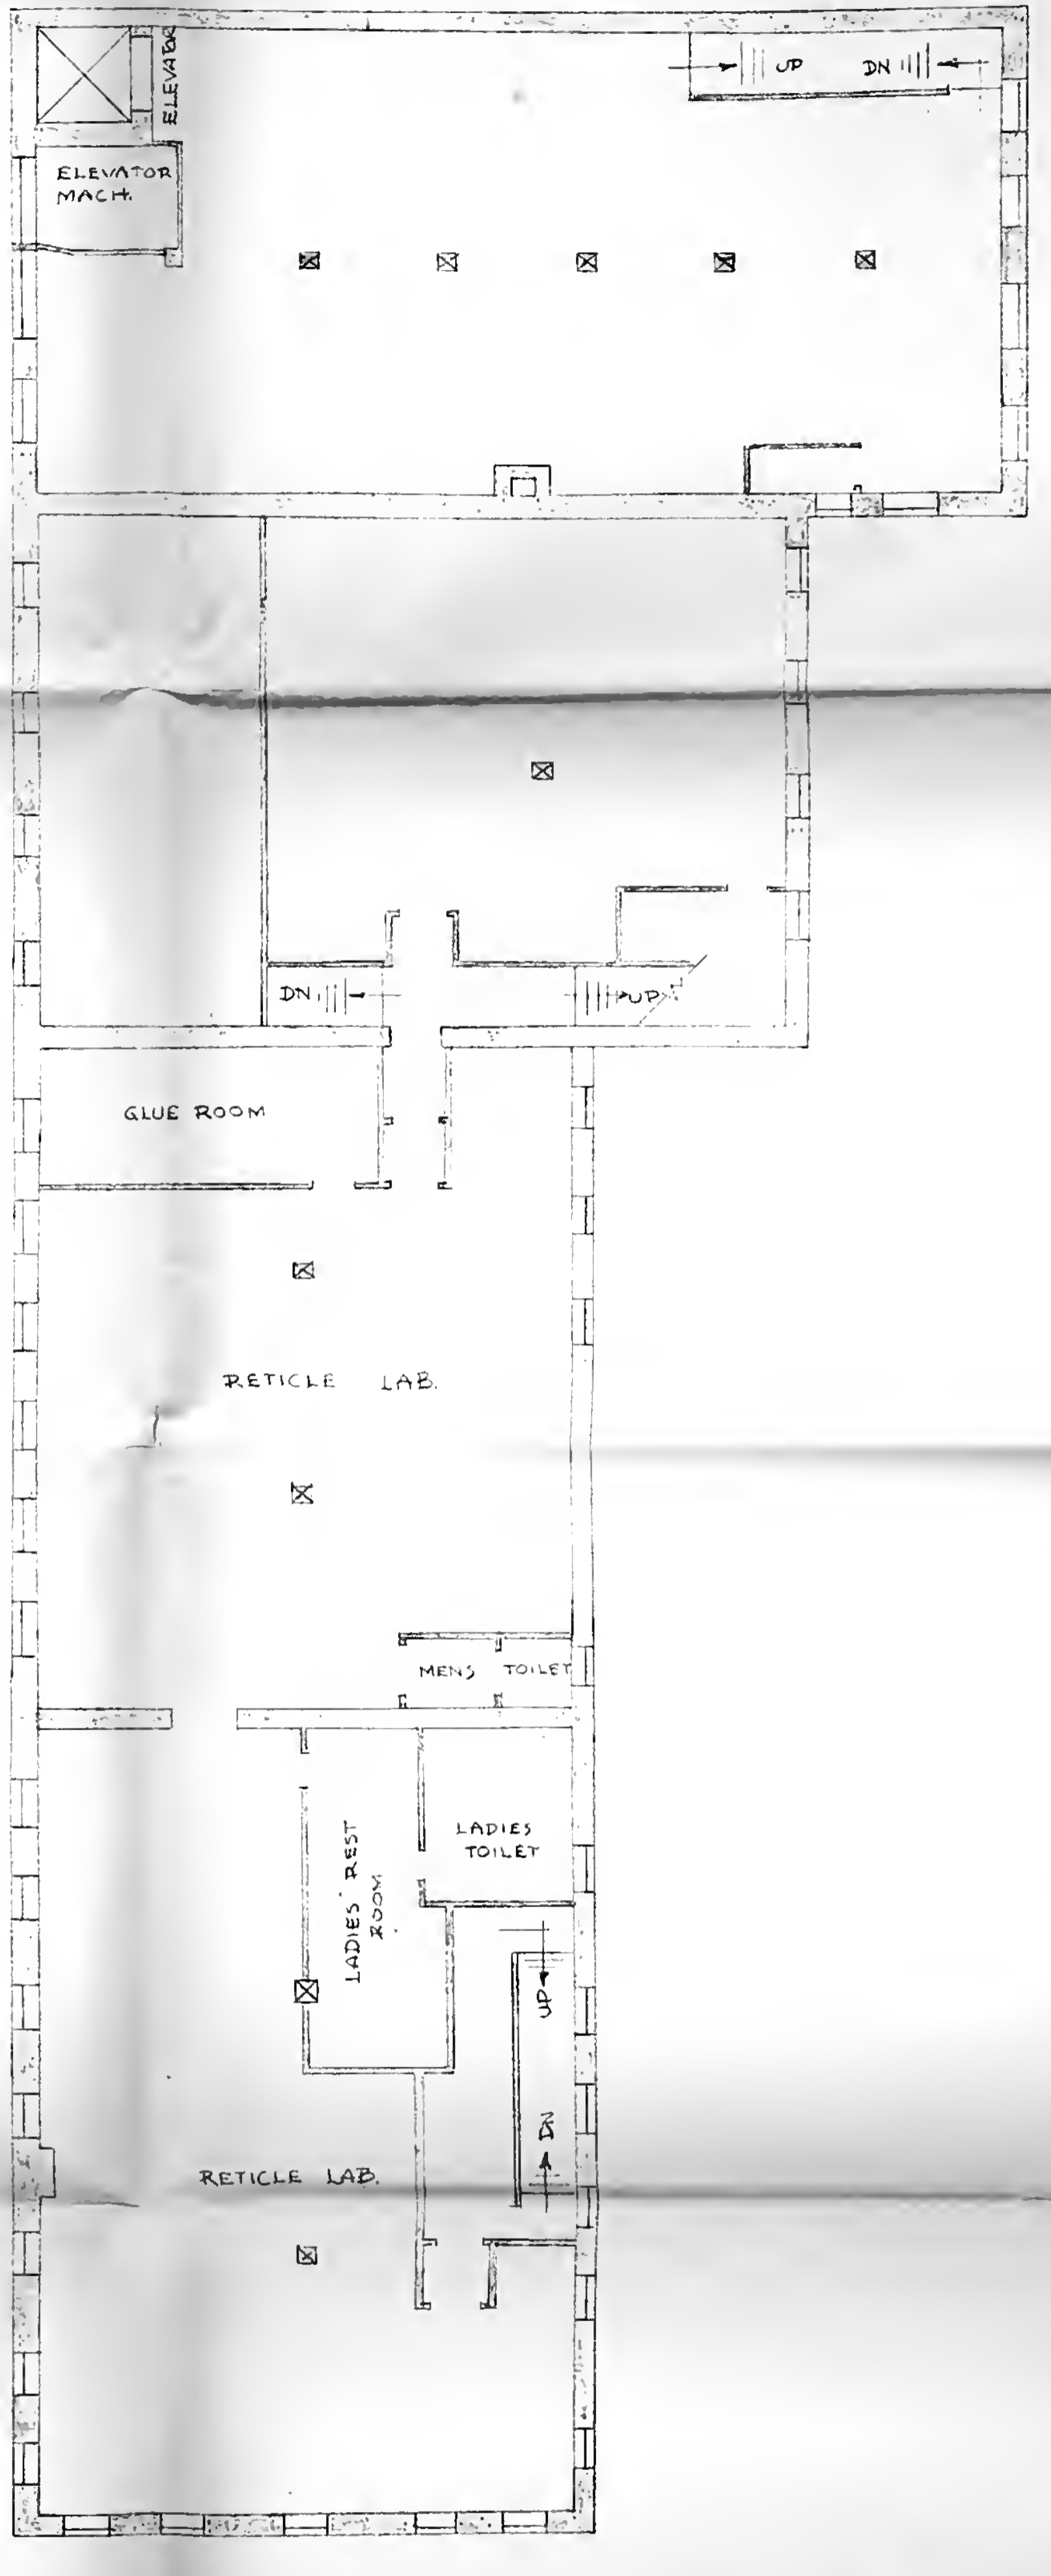 ELEVATOR
UP
DN
ELEVATOR
MACH.
DN
UP
GLUE ROOM
RETICLE LAB.
MENS TOILET
LADIES' REST
ROOM
LADIES
TOILET
UP
DN
RETICLE LAB.